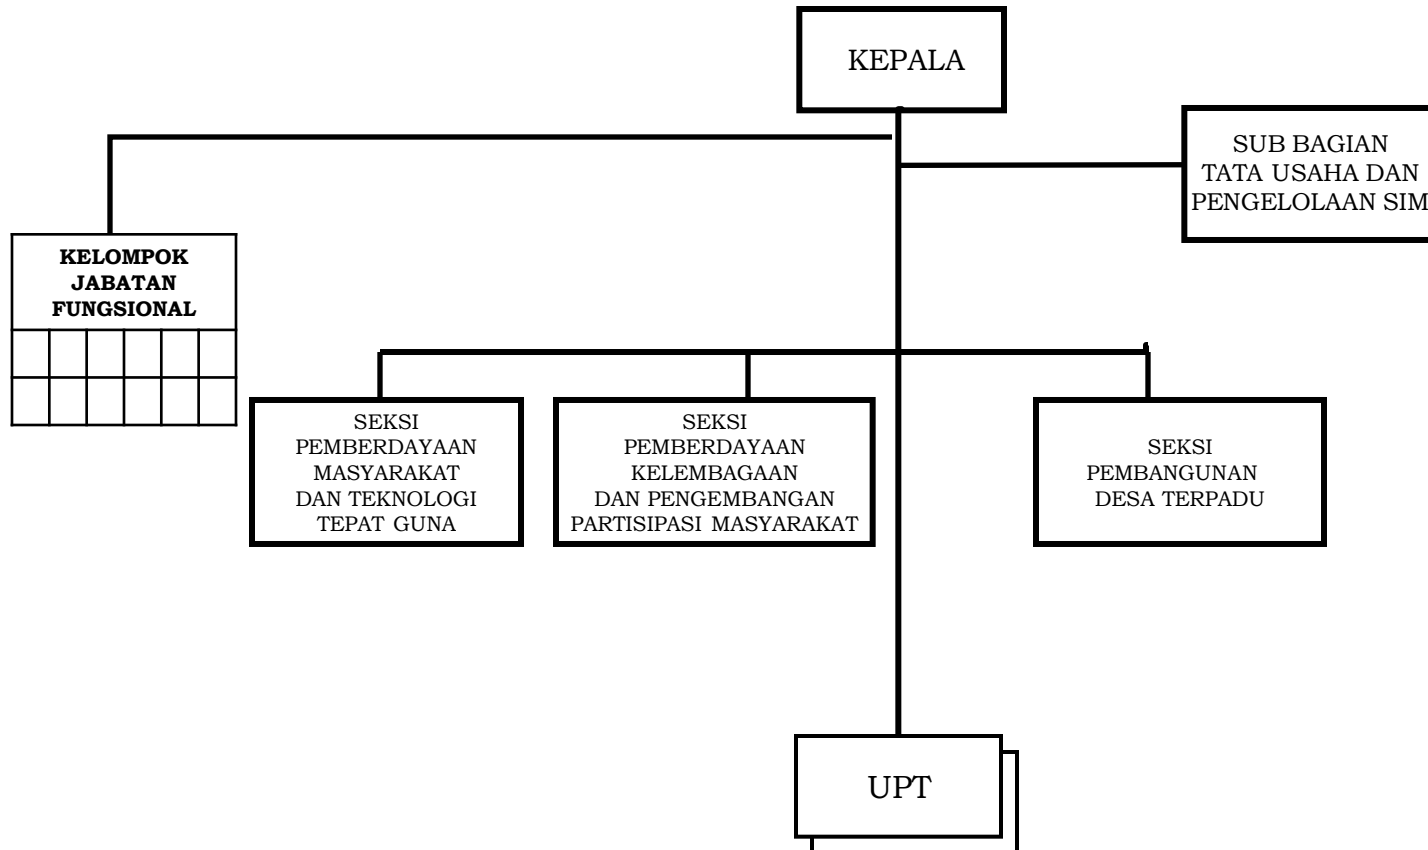 KEPALA
SUB BAGIAN
TATA USAHA DAN
PENGELOLAAN SIM
KELOMPOK
JABATAN
FUNGSIONAL
SEKSI
PEMBERDAYAAN
MASYARAKAT
DAN TEKNOLOGI
TEPAT GUNA
SEKSI
PEMBERDAYAAN
KELEMBAGAAN
DAN PENGEMBANGAN
PARTISIPASI MASYARAKAT
SEKSI
PEMBANGUNAN
DESA TERPADU
UPT